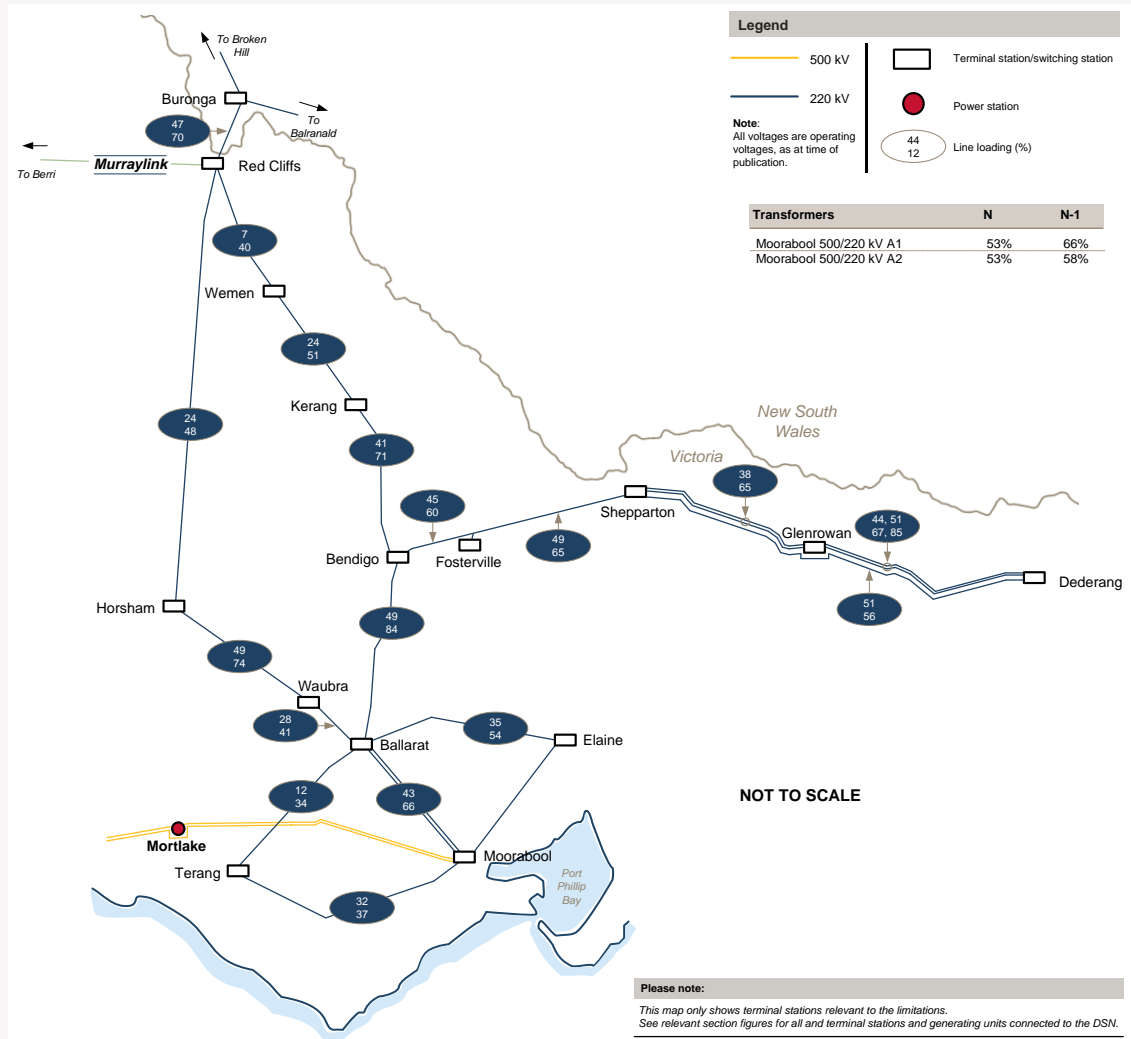 Legend
500 kV
220 kV
Note:
All voltages are operating
voltages, as at time of
publication.
Terminal station/switching station
Power station
44
12
Line loading (%)
Transformers N N-1
Moorabool 500/220 kV A1 53% 66%
Moorabool 500/220 kV A2 53% 58%
To Broken
Hill
Buronga
To
Balranald
47
70
To Berri
Murraylink
Red Cliffs
7
40
Wemen
24
51
Kerang
24
48
41
71
New South
Wales
Victoria
38
65
45
60
Shepparton
44, 51
67, 85
Glenrowan
49
65
Bendigo
Fosterville
Dederang
51
56
Horsham
49
84
49
74
Waubra
28
41
35
54
Ballarat
Elaine
12
34
43
66
NOT TO SCALE
Mortlake
Moorabool
Terang
Port
Phillip
Bay
32
37
Please note:
This map only shows terminal stations relevant to the limitations.
See relevant section figures for all and terminal stations and generating units connected to the DSN.